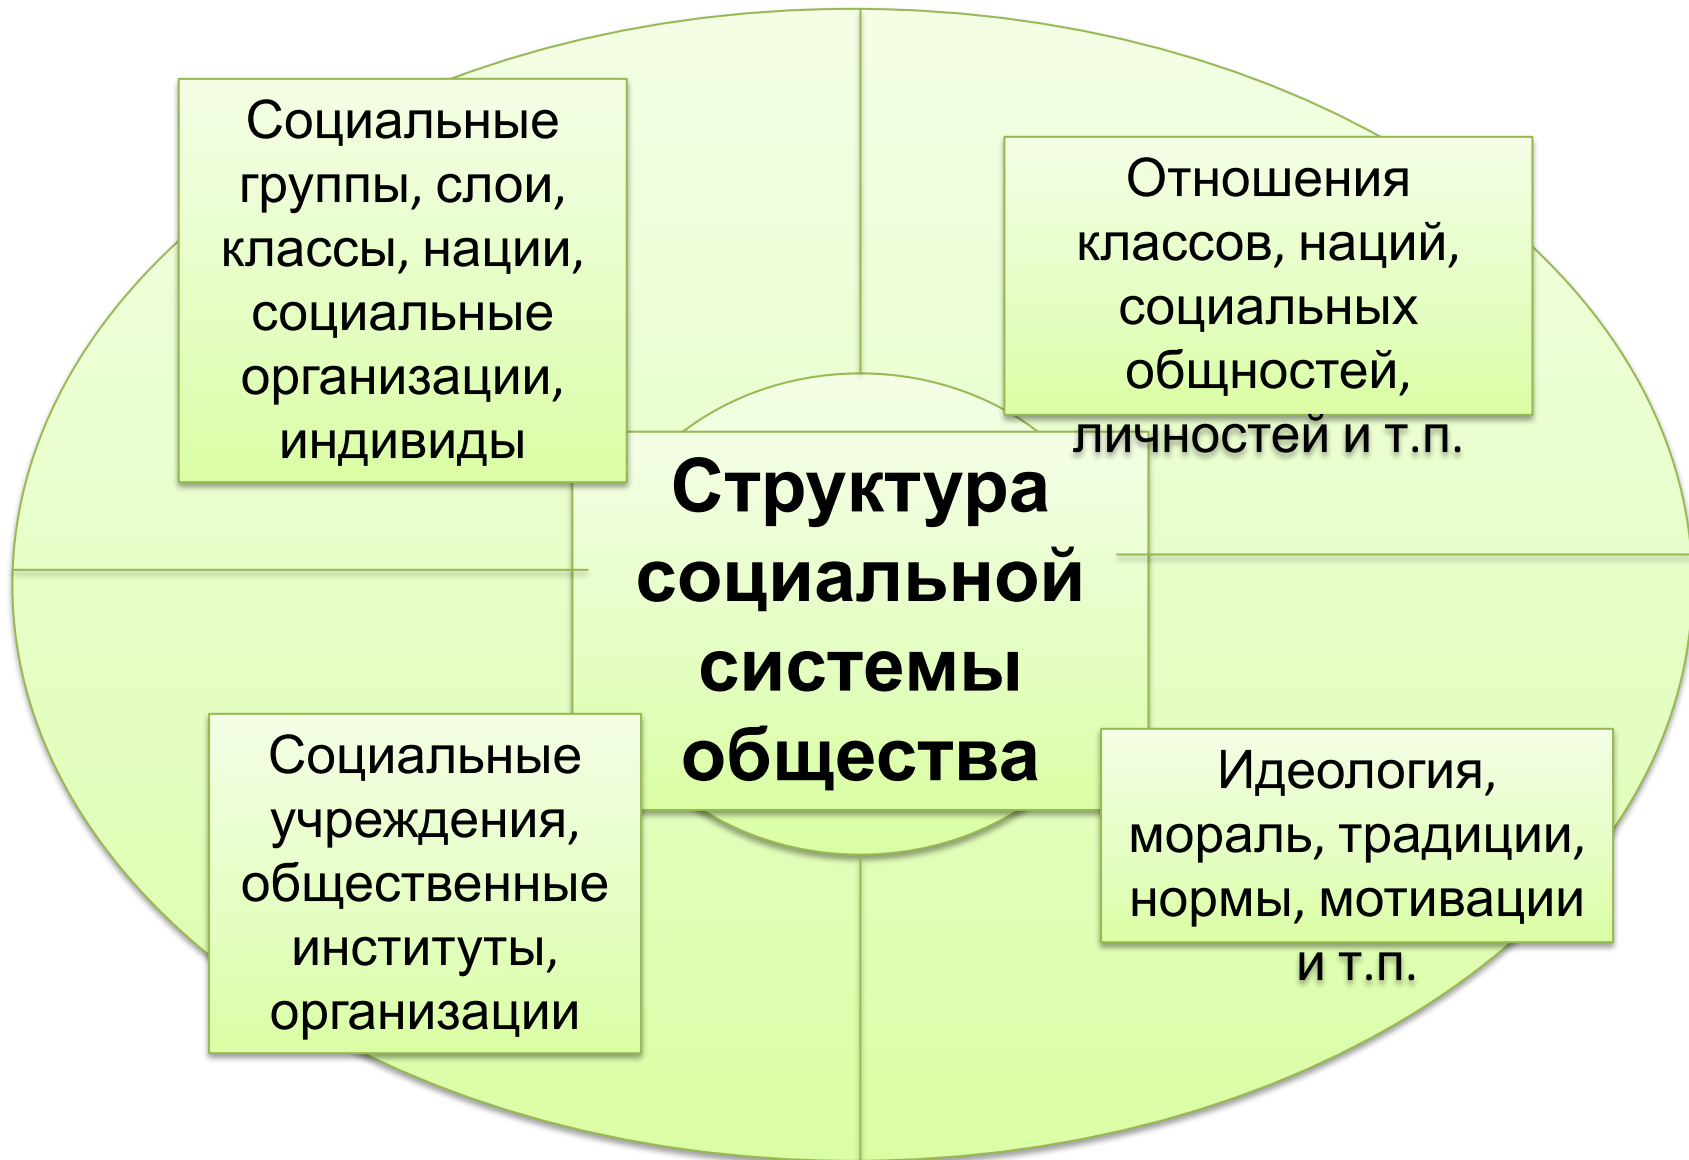 Социальные
группы, слои,
классы, нации,
социальные
организации,
индивиды
Отношения
классов, наций,
социальных
общностей,
личностей и т.п.
Структура
социальной
системы
общества
Социальные
учреждения,
общественные
институты,
организации
Идеология,
мораль, традиции,
нормы, мотивации
и т.п.